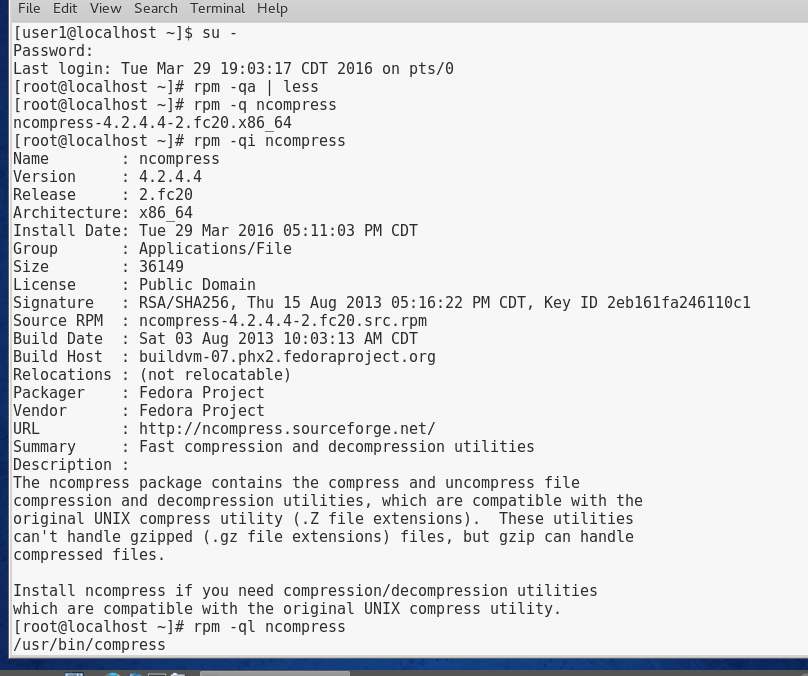 File Edit View Search Terminal Help
[user1@localhost ~]$ su -
Password:
Last login: Tue Mar 29 19:03:17 CDT 2016 on pts/0
[root@localhost ~]# rpm -qa | less
[root@localhost ~]# rpm -q ncompress
ncompress-4.2.4.4-2.fc20.x86_64
[root@localhost ~]# rpm -qi ncompress
Name        : ncompress
Version     : 4.2.4.4
Release     : 2.fc20
Architecture: x86_64
Install Date: Tue 29 Mar 2016 05:11:03 PM CDT
Group       : Applications/File
Size        : 36149
License     : Public Domain
Signature   : RSA/SHA256, Thu 15 Aug 2013 05:16:22 PM CDT, Key ID 2eb161fa246110c1
Source RPM  : ncompress-4.2.4.4-2.fc20.src.rpm
Build Date  : Sat 03 Aug 2013 10:03:13 AM CDT
Build Host  : buildvm-07.phx2.fedoraproject.org
Relocations : (not relocatable)
Packager    : Fedora Project
Vendor      : Fedora Project
URL         : http://ncompress.sourceforge.net/
Summary     : Fast compression and decompression utilities
Description :
The ncompress package contains the compress and uncompress file
compression and decompression utilities, which are compatible with the
original UNIX compress utility (.Z file extensions).  These utilities
can't handle gzipped (.gz file extensions) files, but gzip can handle
compressed files.

Install ncompress if you need compression/decompression utilities
which are compatible with the original UNIX compress utility.
[root@localhost ~]# rpm -ql ncompress
/usr/bin/compress